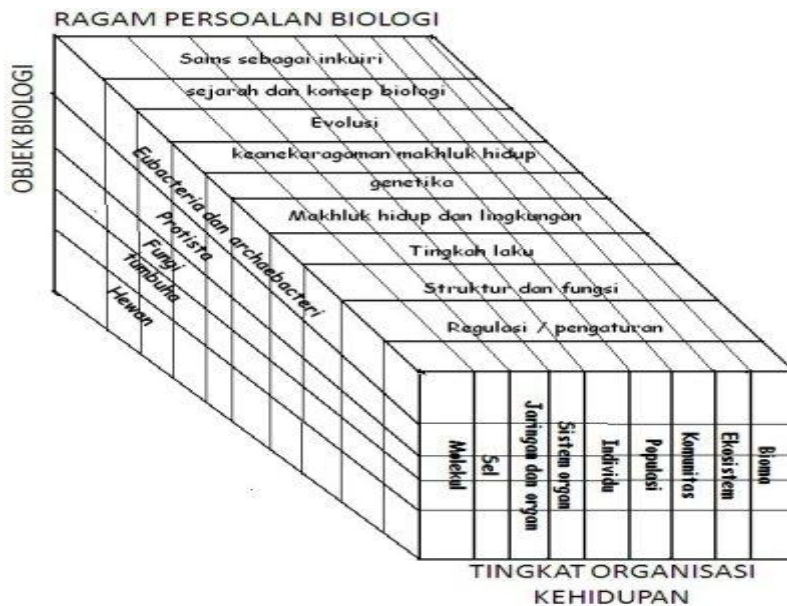 RAGAM PERSOALAN BIOLOGI
OBJEK BIOLOGI
Sains sebagai inkuiri
sejarah dan konsep biologi
Evolusi
keanekaragaman makhluk hidup
genetika
Makhluk hidup dan lingkungan
Tingkah laku
Struktur dan fungsi
Regulasi / pengaturan
Eubacteria dan archaebacteri
Protista
Fungi
tumbuha
Hewan
Molekul
Sel
Jaringan dan organ
Sistem organ
Individu
Populasi
Komunitas
Ekosistem
Bioma
TINGKAT ORGANISASI
KEHIDUPAN